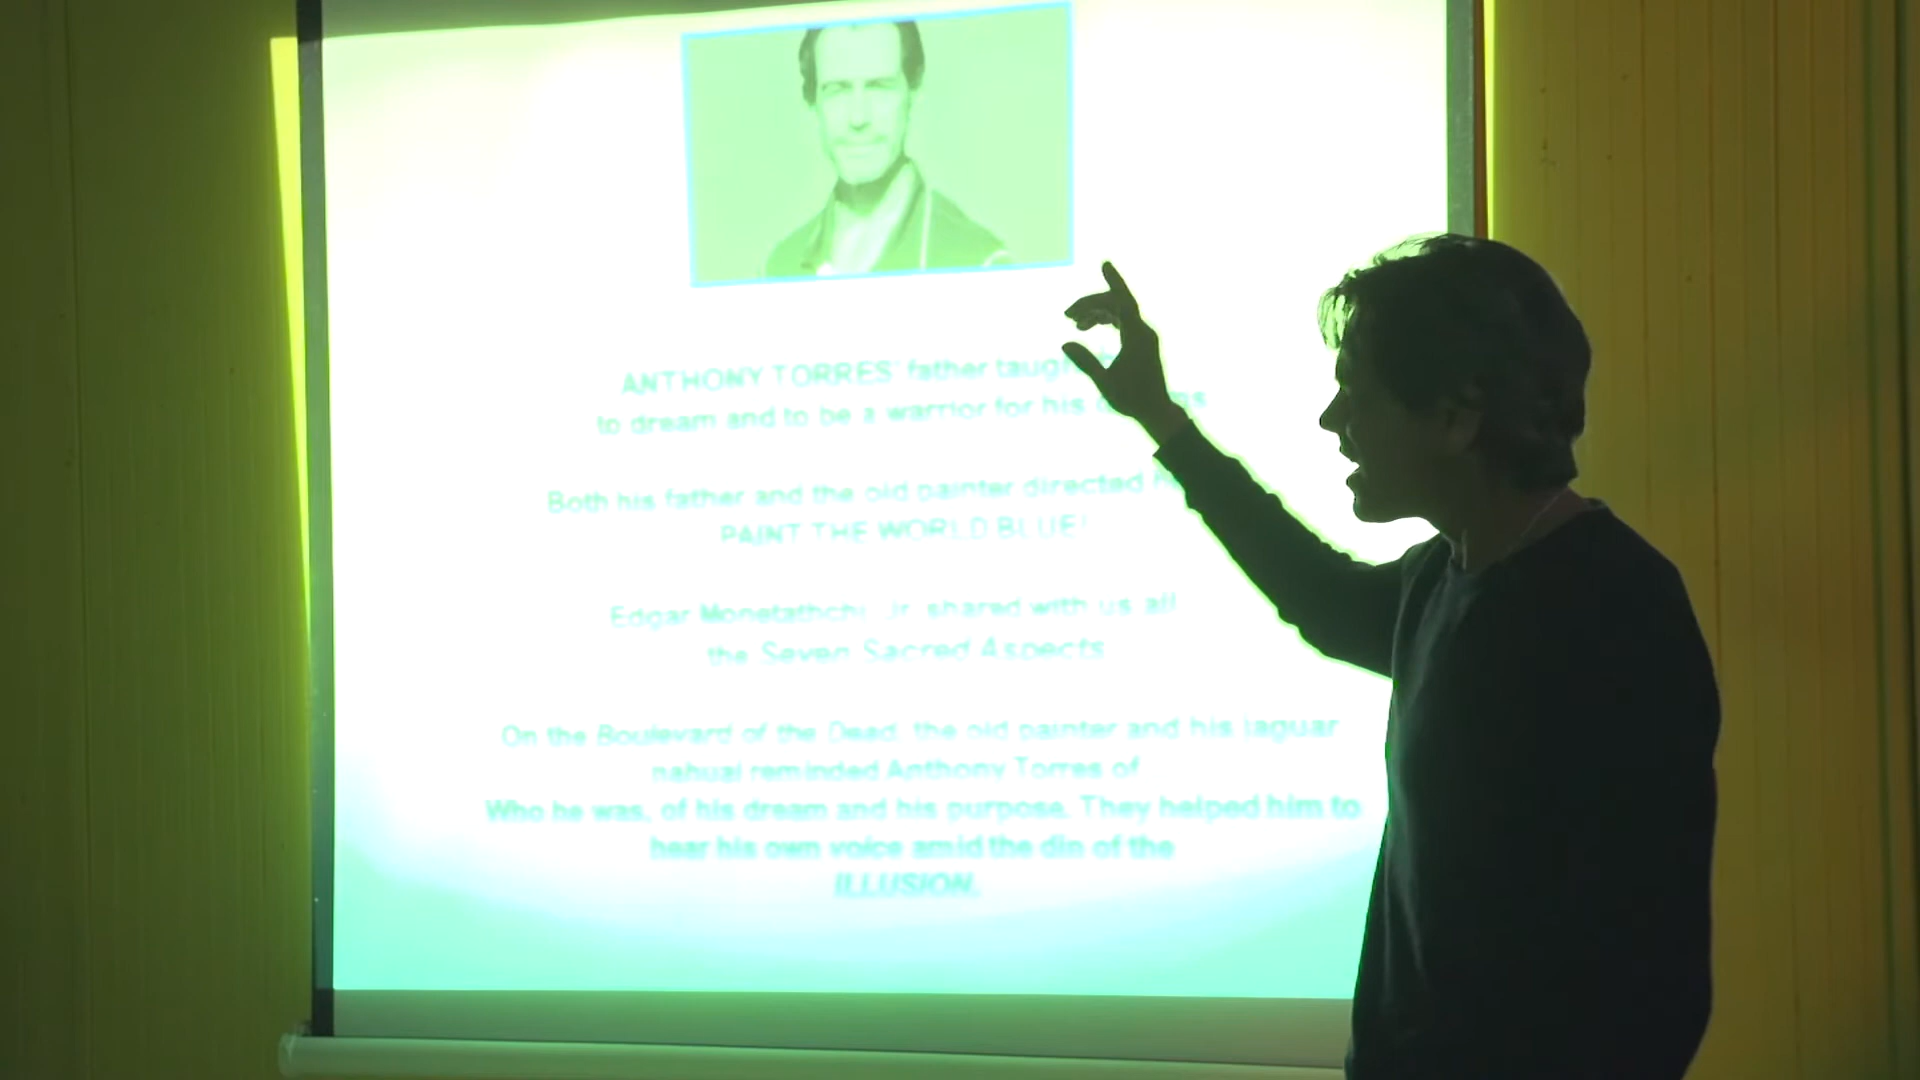 ANTHONY TORRES' father taught
to dream and to be a warrior for his
Both his father and the old painter directed
PAINT THE WORLD BLUE!
Edgar Monetathchi, Jr. shared with us all
the Seven Sacred Aspects
On the Boulevard of the Dead, the old painter and his jaguar
nahual reminded Anthony Torres of
Who he was, of his dream and his purpose. They helped him to
hear his own voice amid the din of the
ILLUSION.